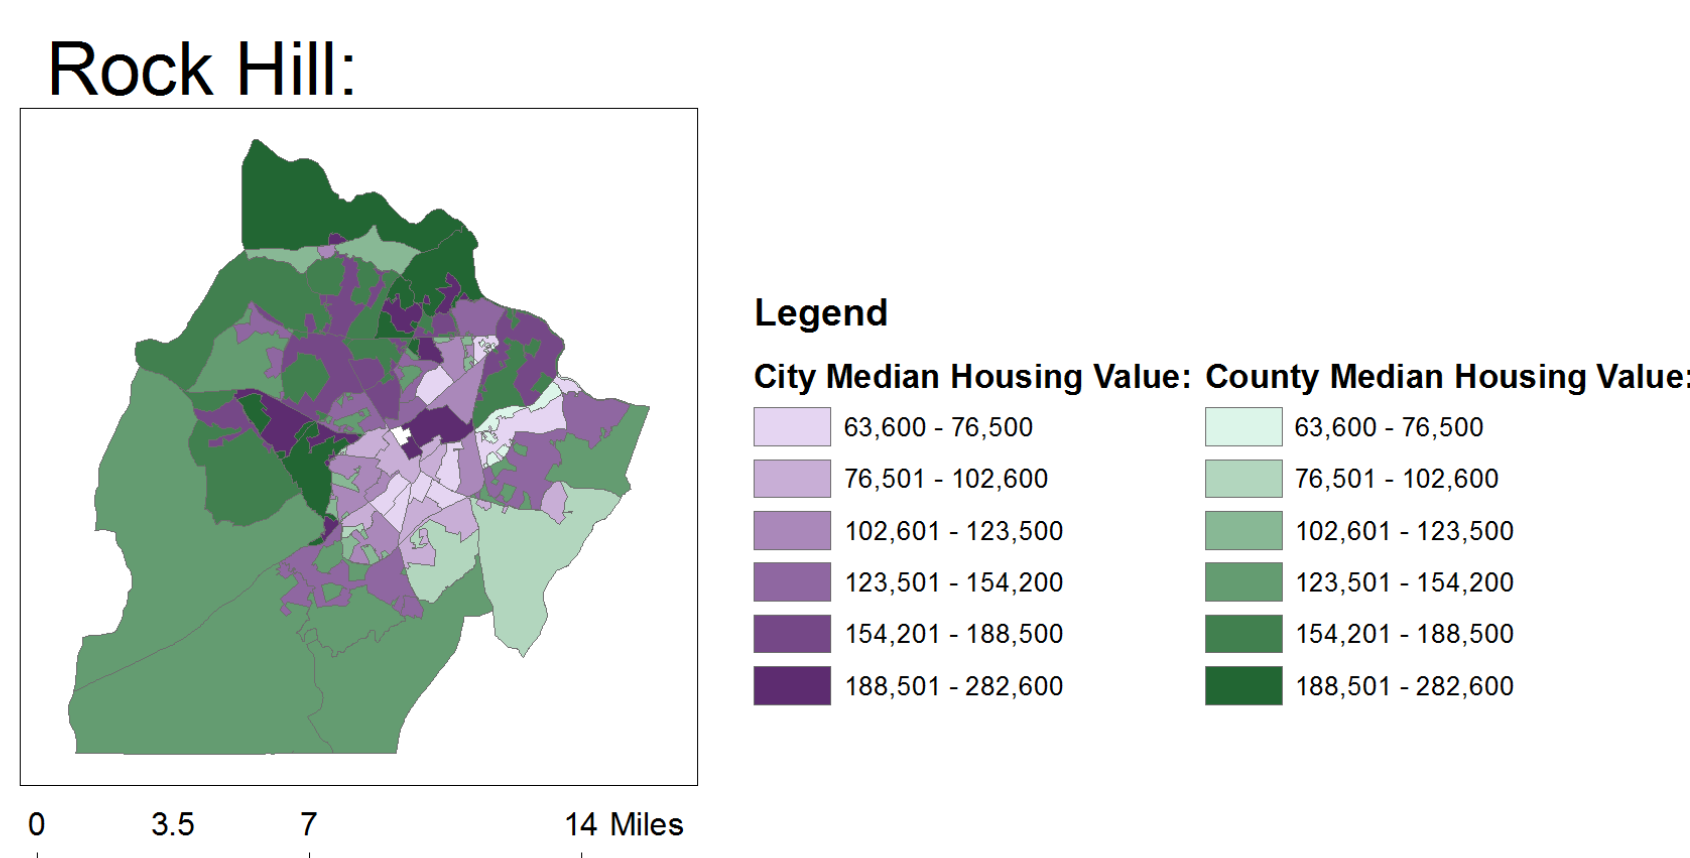 Rock Hill:
Legend
City Median Housing Value: County Median Housing Value:
63,600 - 76,500 63,600 - 76,500
76,501 - 102,600 76,501 - 102,600
102,601 - 123,500 102,601 - 123,500
123,501 - 154,200 123,501 - 154,200
154,201 - 188,500 154,201 - 188,500
188,501 - 282,600 188,501 - 282,600
0 3.5 7 14 Miles